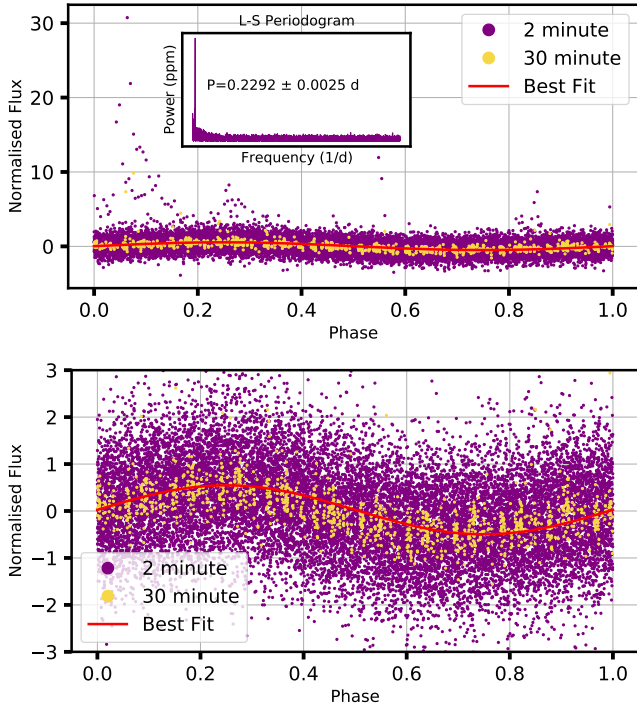 L-S Periodogram
30
20
10
0
Normalised Flux
Power (ppm)
P=0.2292 ± 0.0025 d
Frequency (1/d)
2 minute
30 minute
Best Fit
0.0 0.2 0.4 0.6 0.8 1.0
Phase
3
2
1
0
−1
−2
−3
Normalised Flux
2 minute
30 minute
Best Fit
0.0 0.2 0.4 0.6 0.8 1.0
Phase